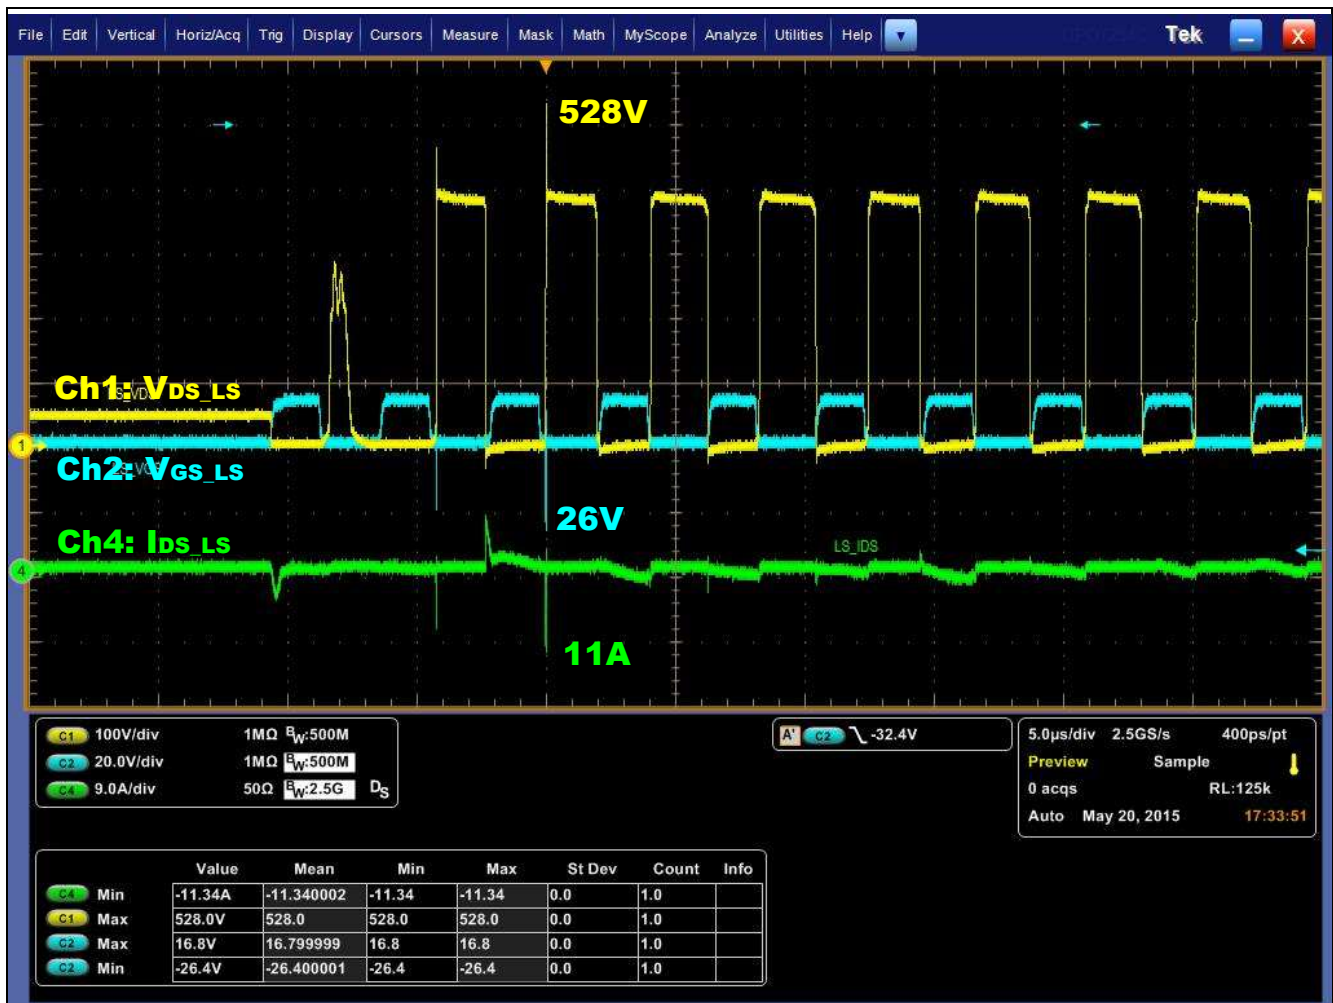 File Edit Vertical Horiz/Acq Trig Display Cursors Measure Mask Math MyScope Analyze Utilities Help Tek X
528V
Ch1: VDS_LS
1
Ch2: VGS_LS
26V
Ch4: IDS_LS
LS_IDS
4
11A
C1 100V/div 1MΩ BW:500M
C2 20.0V/div 1MΩ BW:500M
C4 9.0A/div 50Ω BW:2.5G DS
A' C2 -32.4V
5.0µs/div 2.5GS/s 400ps/pt
Preview Sample
0 acqs RL:125k
Auto May 20, 2015 17:33:51
Value Mean Min Max St Dev Count Info
C4 Min -11.34A -11.340002 -11.34 -11.34 0.0 1.0
C1 Max 528.0V 528.0 528.0 528.0 0.0 1.0
C2 Max 16.8V 16.799999 16.8 16.8 0.0 1.0
C2 Min -26.4V -26.400001 -26.4 -26.4 0.0 1.0